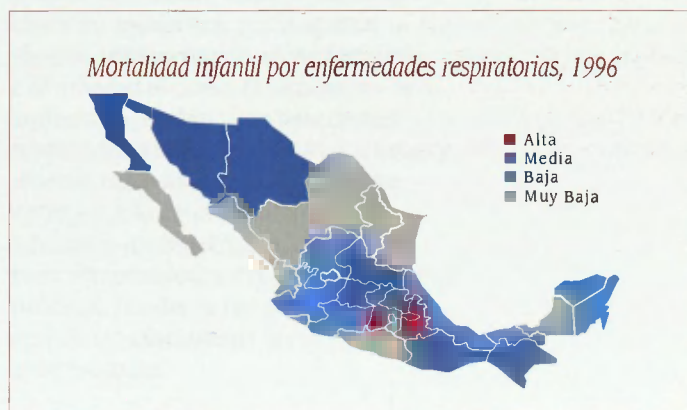 Mortalidad infantil por enfermedades respiratorias, 1996
Alta
Media
Baja
Muy Baja